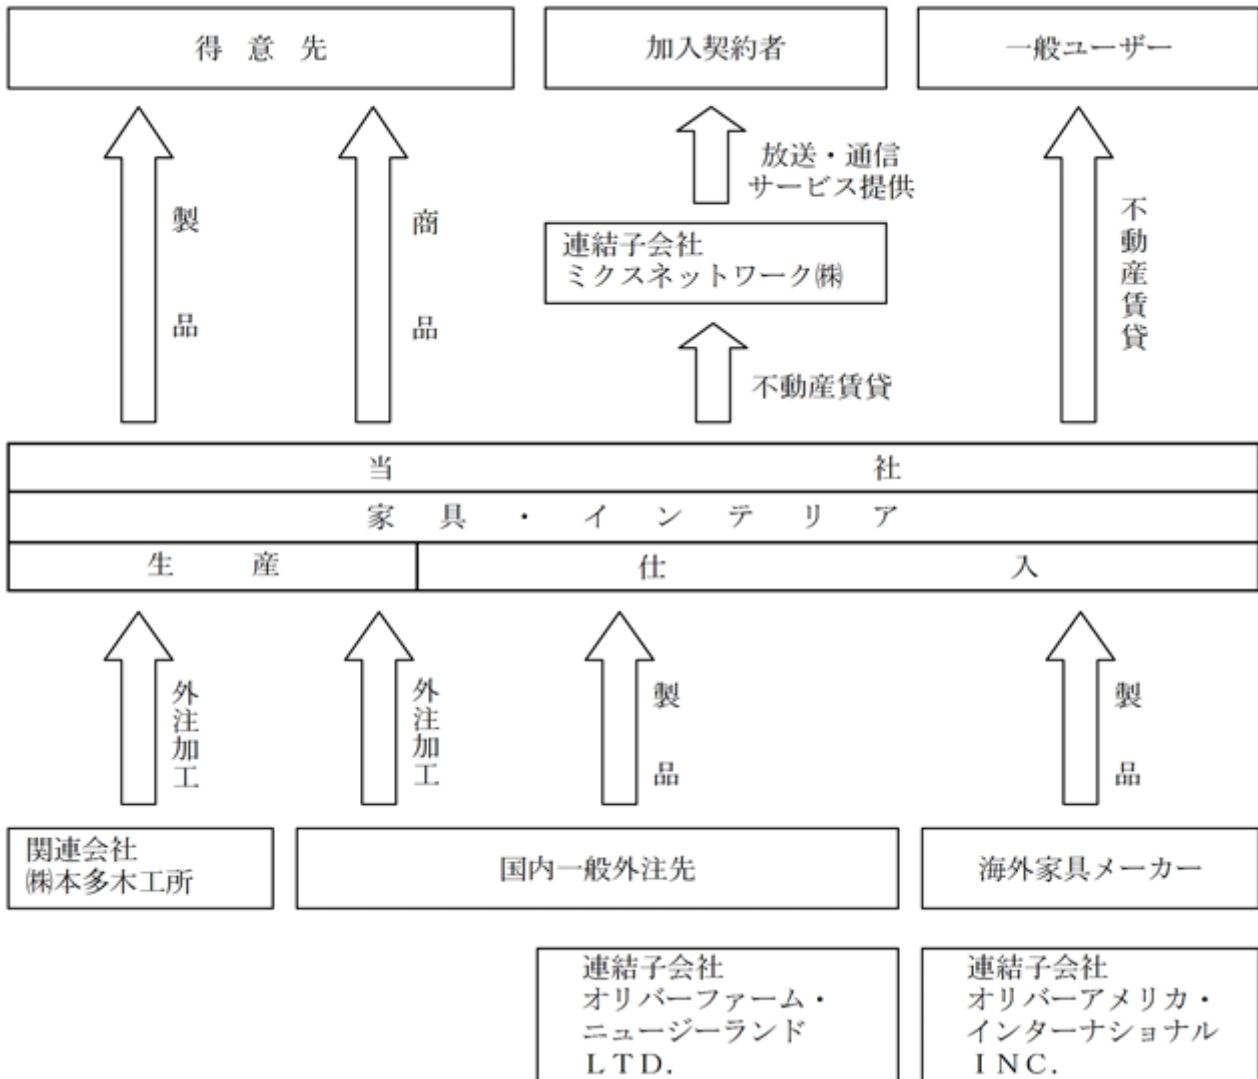 得意先
加入契約者
一般ユーザー
製品
商品
放送・通信
サービス提供
不動産賃貸
連結子会社
ミクスネットワーク㈱
不動産賃貸
当社
家具・インテリア
生産
仕入
外注加工
外注加工
製品
製品
関連会社
㈱本多木工所
国内一般外注先
海外家具メーカー
連結子会社
オリバーファーム・
ニュージーランド
LTD.
連結子会社
オリバーアメリカ・
インターナショナル
INC.